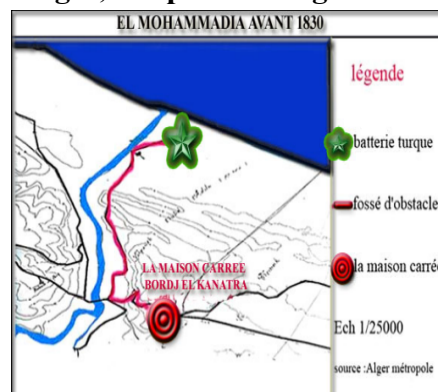 EL MOHAMMADIA AVANT 1830
légende
batterie turque
fossé d'obstacle
la maison carrée
LA MAISON CARREE
BORDJ EL KANATRA
Ech 1/25000
source :Alger métropole